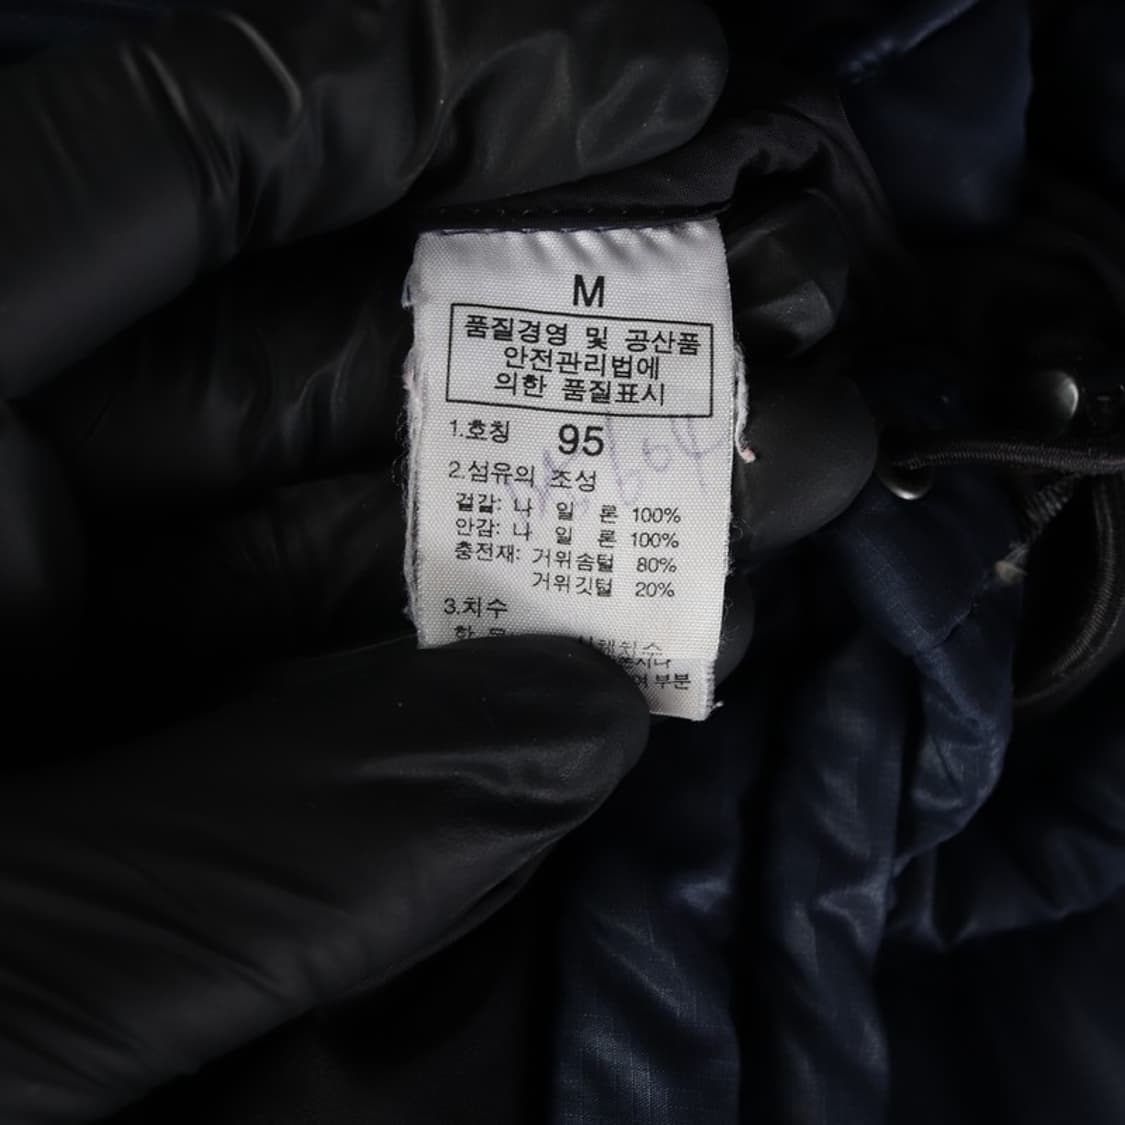 M
품질경영 및 공산품
안전관리법에
의한 품질표시
1.호칭 95
2.섬유의 조성
겉감: 나 일 론 100%
안감: 나 일 론 100%
충전재: 거위솜털 80%
거위깃털 20%
3.치수
부분